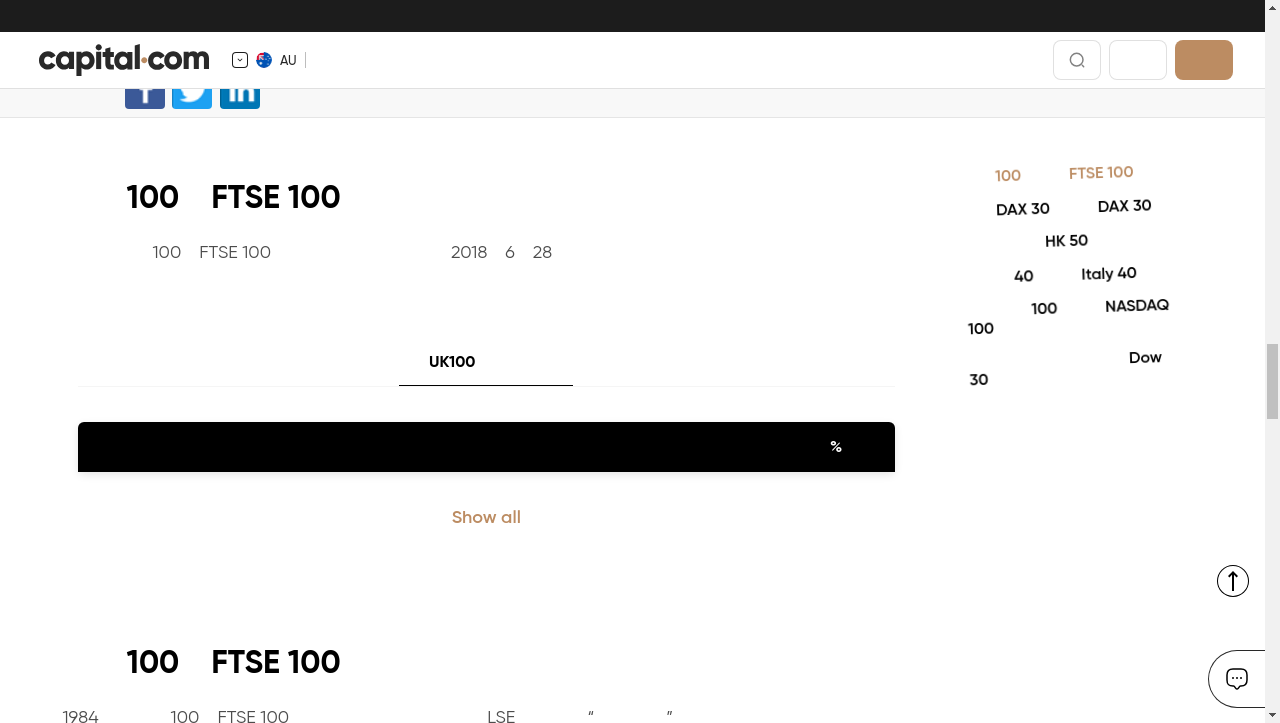 capital.com
AU
100 FTSE 100
100 FTSE 100 2018 6 28
UK100
%
Show all
100 FTSE 100
1984 100 FTSE 100 LSE “ ”
100 FTSE 100
DAX 30 DAX 30
HK 50
40 Italy 40
100 NASDAQ
100
Dow
30